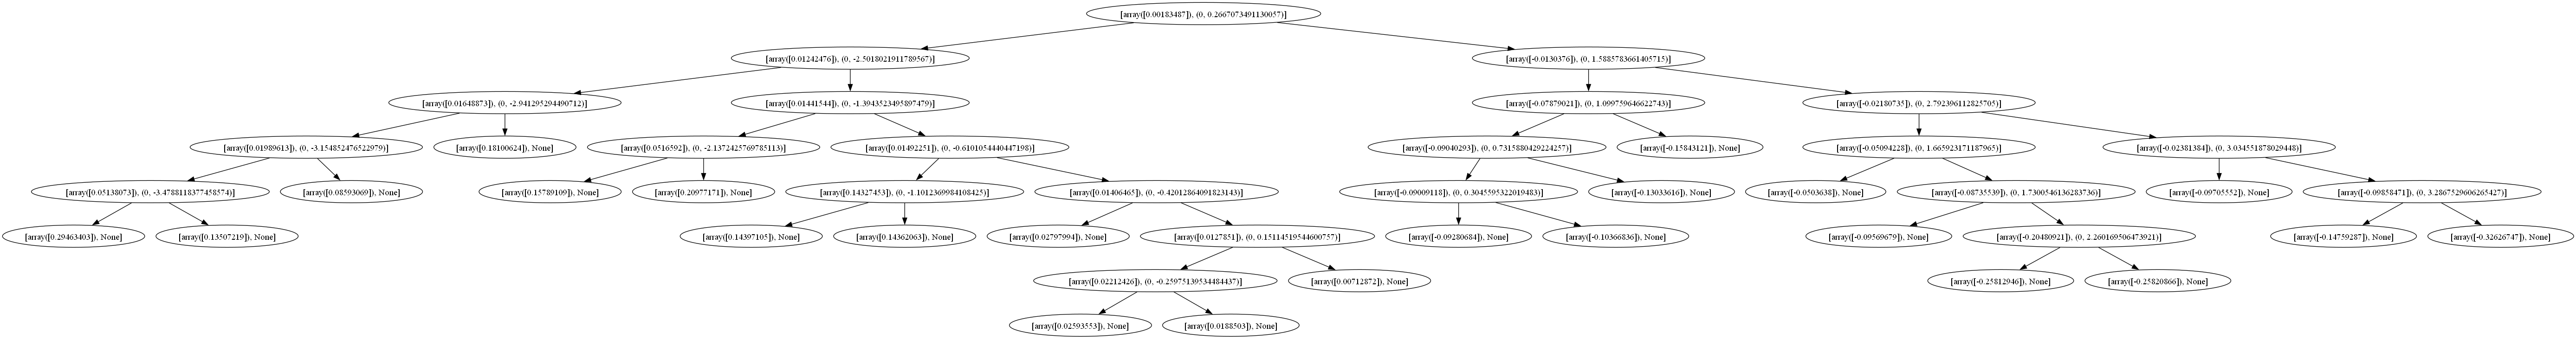 [array([0.00183487]), (0, 0.2667073491130057)]
[array([0.01242476]), (0, -2.5018021911789567)]
[array([-0.0130376]), (0, 1.5885783661405715)]
[array([0.01648873]), (0, -2.941295294490712)]
[array([0.01441544]), (0, -1.3943523495897479)]
[array([-0.07879021]), (0, 1.099759646622743)]
[array([-0.02180735]), (0, 2.792396112825705)]
[array([0.01989613]), (0, -3.154852476522979)]
[array([0.18100624]), None]
[array([0.0516592]), (0, -2.1372425769785113)]
[array([0.01492251]), (0, -0.6101054440447198)]
[array([-0.09040293]), (0, 0.7315880429224257)]
[array([-0.15843121]), None]
[array([-0.05094228]), (0, 1.665923171187965)]
[array([-0.02381384]), (0, 3.034551878029448)]
[array([0.05138073]), (0, -3.4788118377458574)]
[array([0.08593069]), None]
[array([0.15789109]), None]
[array([0.20977171]), None]
[array([0.14327453]), (0, -1.1012369984108425)]
[array([0.01406465]), (0, -0.42012864091823143)]
[array([-0.09009118]), (0, 0.3045595322019483)]
[array([-0.13033616]), None]
[array([-0.0503638]), None]
[array([-0.08735539]), (0, 1.7300546136283736)]
[array([-0.09705552]), None]
[array([-0.09858471]), (0, 3.2867529606265427)]
[array([0.29463403]), None]
[array([0.13507219]), None]
[array([0.14397105]), None]
[array([0.14362063]), None]
[array([0.02797994]), None]
[array([0.0127851]), (0, 0.15114519544600757)]
[array([-0.09280684]), None]
[array([-0.10366836]), None]
[array([-0.09569679]), None]
[array([-0.20480921]), (0, 2.260169506473921)]
[array([-0.14759287]), None]
[array([-0.32626747]), None]
[array([0.02212426]), (0, -0.25975139534484437)]
[array([0.00712872]), None]
[array([-0.25812946]), None]
[array([-0.25820866]), None]
[array([0.02593553]), None]
[array([0.0188503]), None]